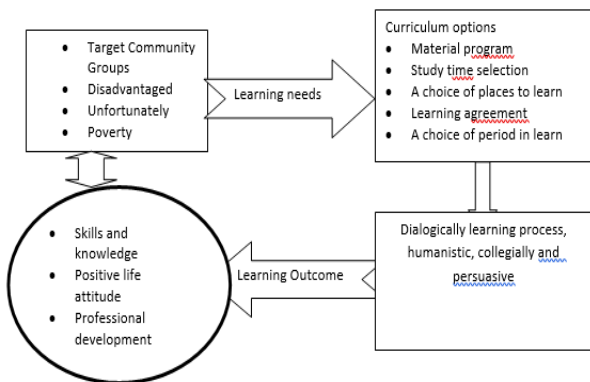 Target Community
Groups
Disadvantaged
Unfortunately
Poverty
Learning needs
Curriculum options
Material program
Study time selection
A choice of places to learn
Learning agreement
A choice of period in learn
Dialogically learning process,
humanistic, collegially and
persuasive
Learning Outcome
Skills and
knowledge
Positive life
attitude
Professional
development